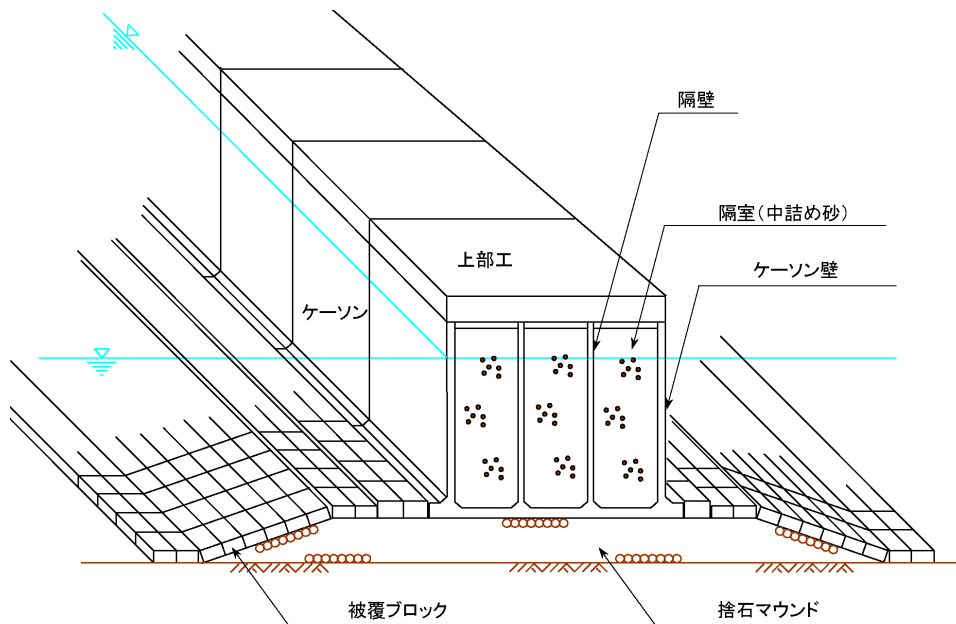 隔壁
隔室(中詰め砂)
上部工
ケーソン壁
ケーソン
被覆ブロック
捨石マウンド